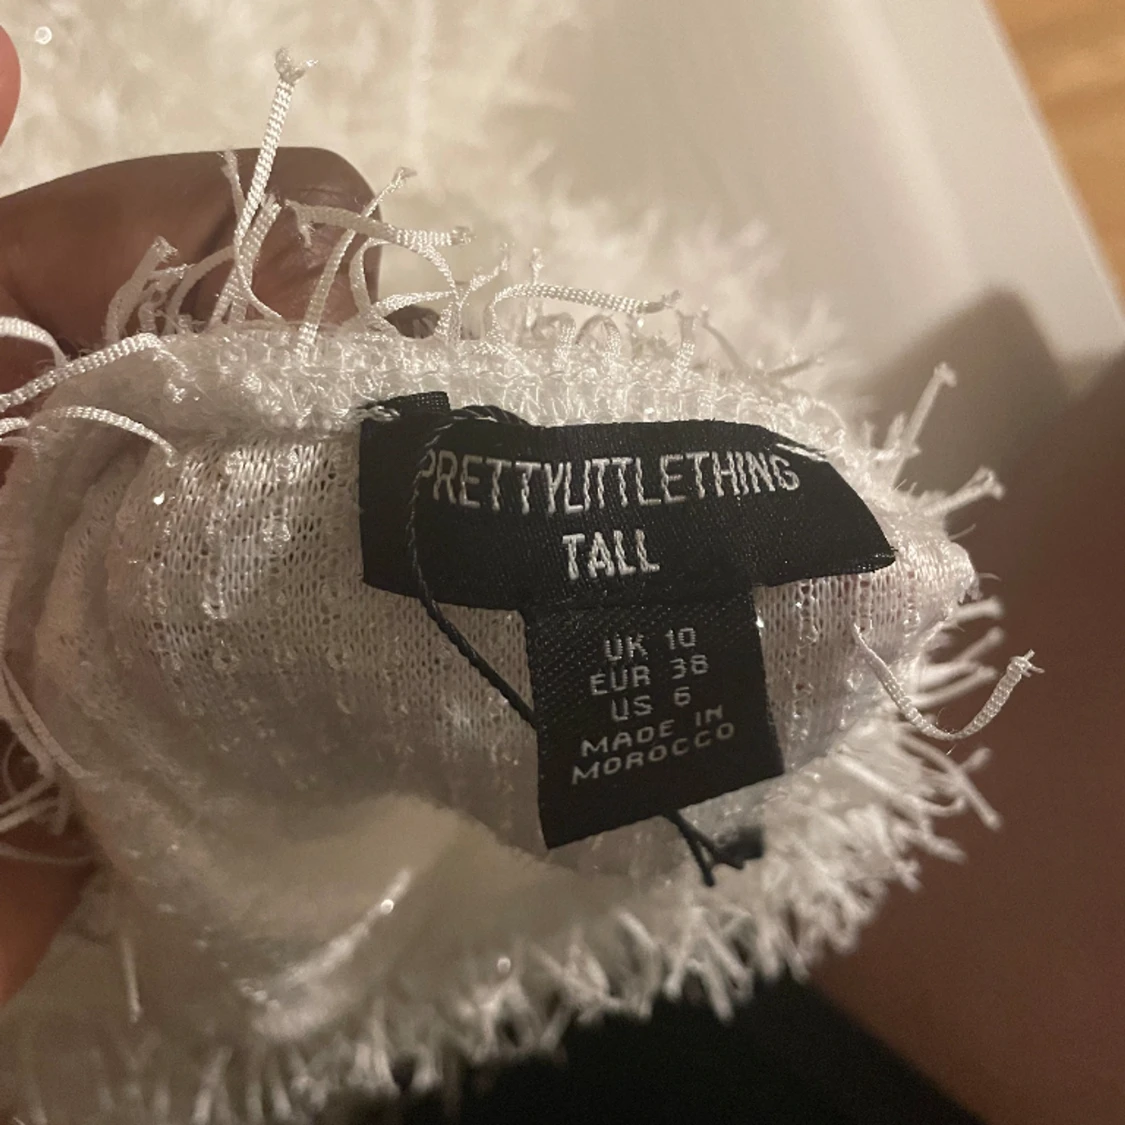 PRETTYLITTLETHING
TALL
UK 10
EUR 38
US 6
MADE IN
MOROCCO